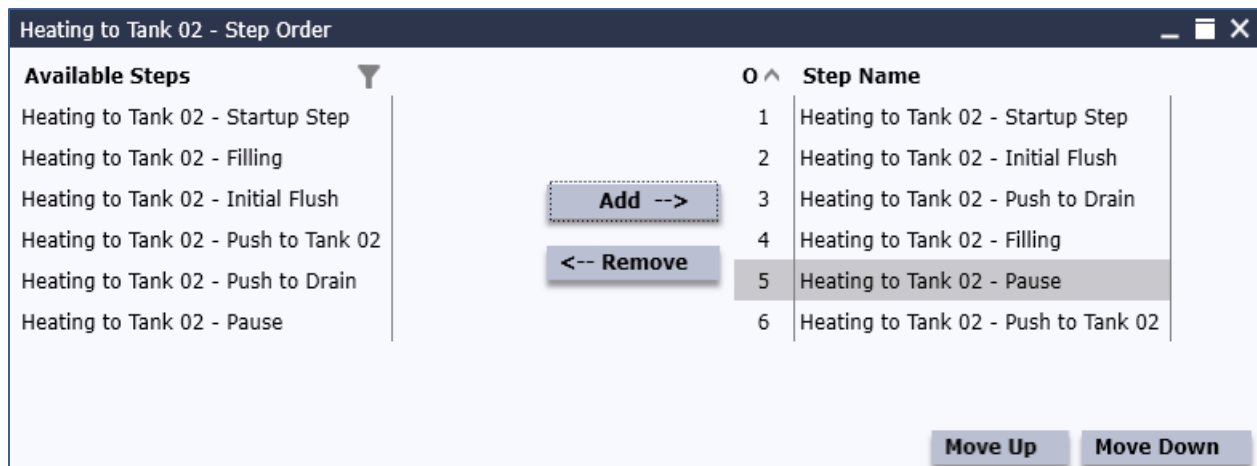 Heating to Tank 02 - Step Order
Available Steps
Heating to Tank 02 - Startup Step
Heating to Tank 02 - Filling
Heating to Tank 02 - Initial Flush
Heating to Tank 02 - Push to Tank 02
Heating to Tank 02 - Push to Drain
Heating to Tank 02 - Pause
Add -->
<-- Remove
O Step Name
1 Heating to Tank 02 - Startup Step
2 Heating to Tank 02 - Initial Flush
3 Heating to Tank 02 - Push to Drain
4 Heating to Tank 02 - Filling
5 Heating to Tank 02 - Pause
6 Heating to Tank 02 - Push to Tank 02
Move Up Move Down